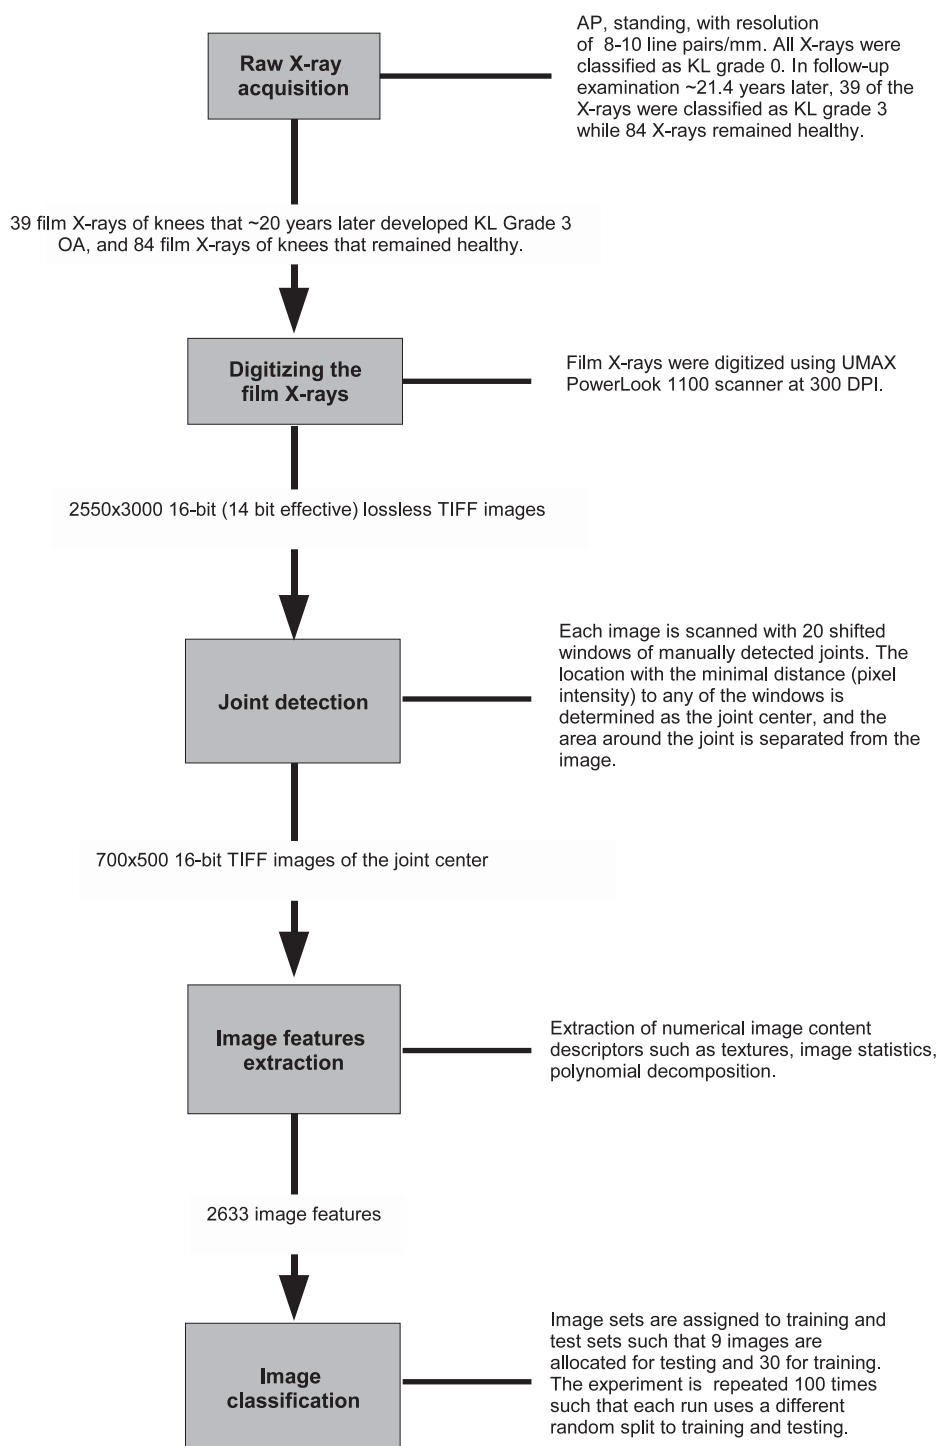 Raw X-ray
acquisition
AP, standing, with resolution
of 8-10 line pairs/mm. All X-rays were
classified as KL grade 0. In follow-up
examination ~21.4 years later, 39 of the
X-rays were classified as KL grade 3
while 84 X-rays remained healthy.
39 film X-rays of knees that ~20 years later developed KL Grade 3
OA, and 84 film X-rays of knees that remained healthy.
Digitizing the
film X-rays
Film X-rays were digitized using UMAX
PowerLook 1100 scanner at 300 DPI.
2550x3000 16-bit (14 bit effective) lossless TIFF images
Joint detection
Each image is scanned with 20 shifted
windows of manually detected joints. The
location with the minimal distance (pixel
intensity) to any of the windows is
determined as the joint center, and the
area around the joint is separated from the
image.
700x500 16-bit TIFF images of the joint center
Image features
extraction
Extraction of numerical image content
descriptors such as textures, image statistics,
polynomial decomposition.
2633 image features
Image
classification
Image sets are assigned to training and
test sets such that 9 images are
allocated for testing and 30 for training.
The experiment is repeated 100 times
such that each run uses a different
random split to training and testing.